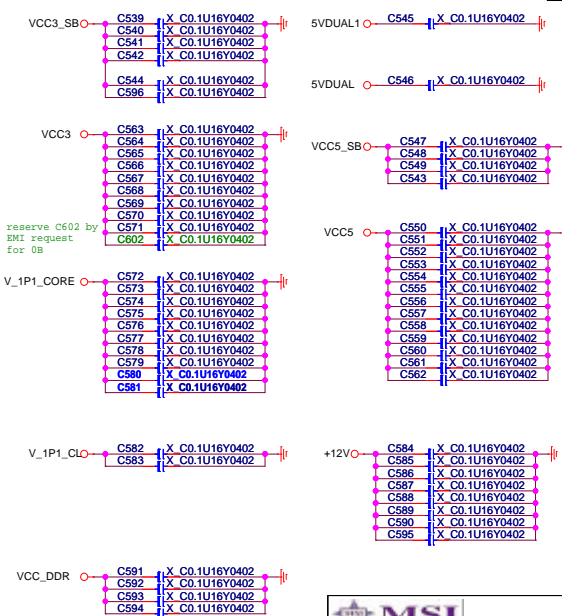 VCC3_SB
C539 X_C0.1U16Y0402
C540 X_C0.1U16Y0402
C541 X_C0.1U16Y0402
C542 X_C0.1U16Y0402
C544 X_C0.1U16Y0402
C596 X_C0.1U16Y0402
5VDUAL1 C545 X_C0.1U16Y0402
5VDUAL C546 X_C0.1U16Y0402
VCC3
C563 X_C0.1U16Y0402
C564 X_C0.1U16Y0402
C565 X_C0.1U16Y0402
C566 X_C0.1U16Y0402
C567 X_C0.1U16Y0402
C568 X_C0.1U16Y0402
C569 X_C0.1U16Y0402
C570 X_C0.1U16Y0402
C571 X_C0.1U16Y0402
C602 X_C0.1U16Y0402
reserve C602 by
EMI request
for 0B
VCC5_SB
C547 X_C0.1U16Y0402
C548 X_C0.1U16Y0402
C549 X_C0.1U16Y0402
C543 X_C0.1U16Y0402
V_1P1_CORE
C572 X_C0.1U16Y0402
C573 X_C0.1U16Y0402
C574 X_C0.1U16Y0402
C575 X_C0.1U16Y0402
C576 X_C0.1U16Y0402
C577 X_C0.1U16Y0402
C578 X_C0.1U16Y0402
C579 X_C0.1U16Y0402
C580 X_C0.1U16Y0402
C581 X_C0.1U16Y0402
VCC5
C550 X_C0.1U16Y0402
C551 X_C0.1U16Y0402
C552 X_C0.1U16Y0402
C553 X_C0.1U16Y0402
C554 X_C0.1U16Y0402
C555 X_C0.1U16Y0402
C556 X_C0.1U16Y0402
C557 X_C0.1U16Y0402
C558 X_C0.1U16Y0402
C559 X_C0.1U16Y0402
C560 X_C0.1U16Y0402
C561 X_C0.1U16Y0402
C562 X_C0.1U16Y0402
V_1P1_CL
C582 X_C0.1U16Y0402
C583 X_C0.1U16Y0402
+12V
C584 X_C0.1U16Y0402
C585 X_C0.1U16Y0402
C586 X_C0.1U16Y0402
C587 X_C0.1U16Y0402
C588 X_C0.1U16Y0402
C589 X_C0.1U16Y0402
C590 X_C0.1U16Y0402
C595 X_C0.1U16Y0402
VCC_DDR
C591 X_C0.1U16Y0402
C592 X_C0.1U16Y0402
C593 X_C0.1U16Y0402
C594 X_C0.1U16Y0402
MSI